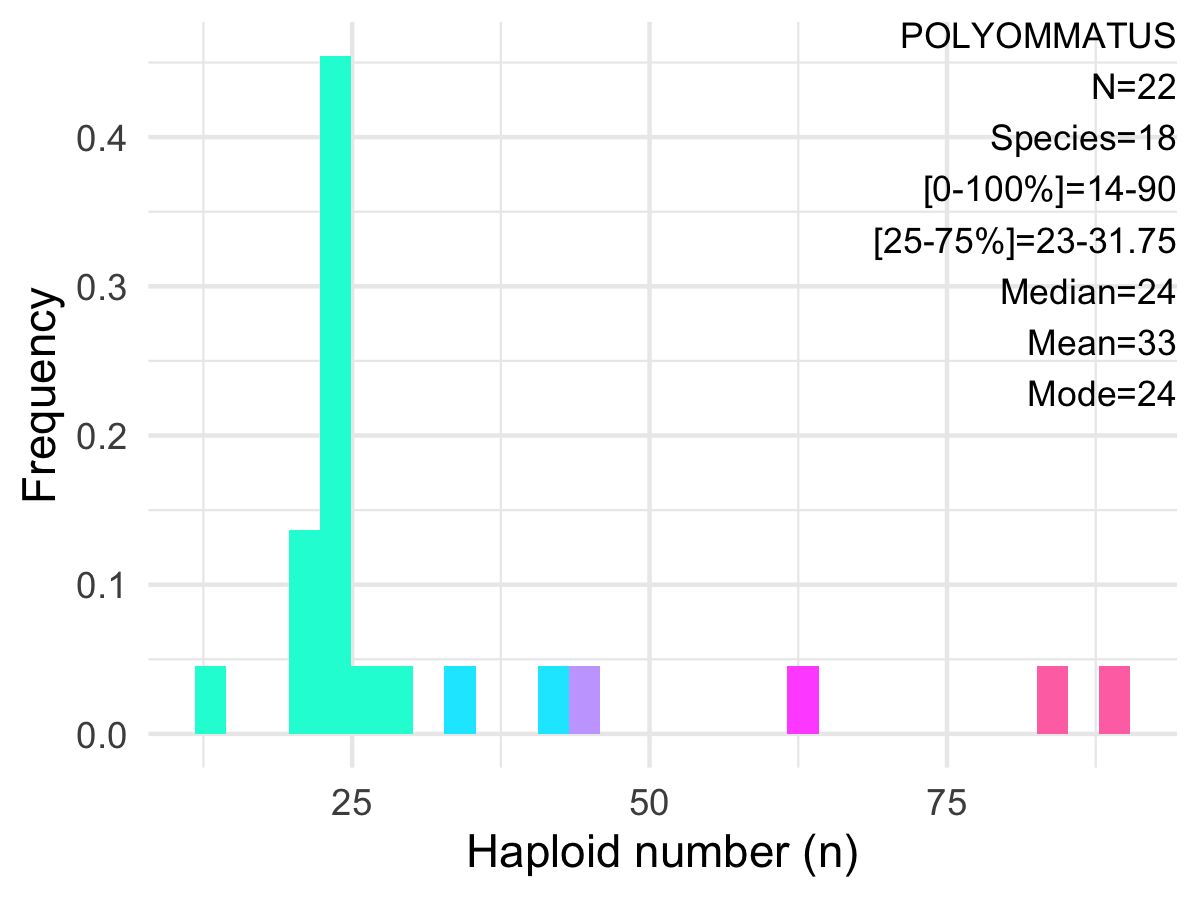 POLYOMMATUS
N=22
Species=18
[0-100%]=14-90
[25-75%]=23-31.75
Median=24
Mean=33
Mode=24
Frequency
0.4
0.3
0.2
0.1
0.0
25 50 75
Haploid number (n)